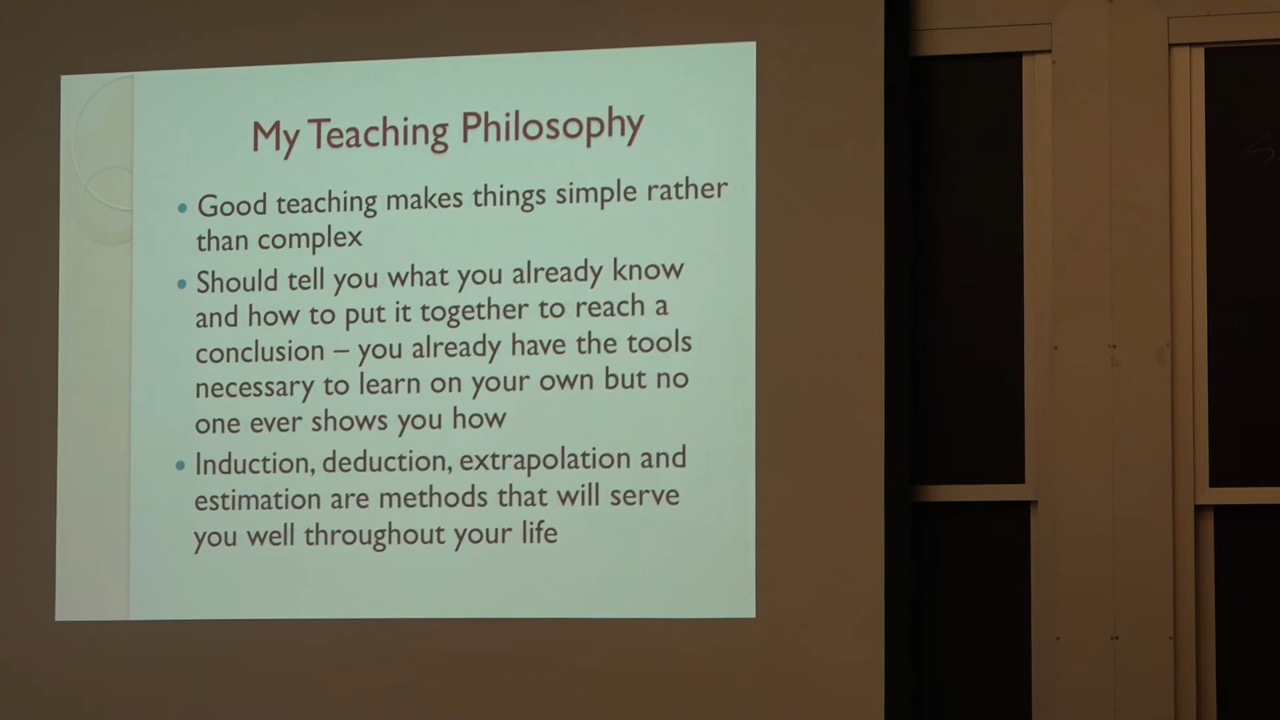 My Teaching Philosophy
Good teaching makes things simple rather
than complex
Should tell you what you already know
and how to put it together to reach a
conclusion – you already have the tools
necessary to learn on your own but no
one ever shows you how
Induction, deduction, extrapolation and
estimation are methods that will serve
you well throughout your life